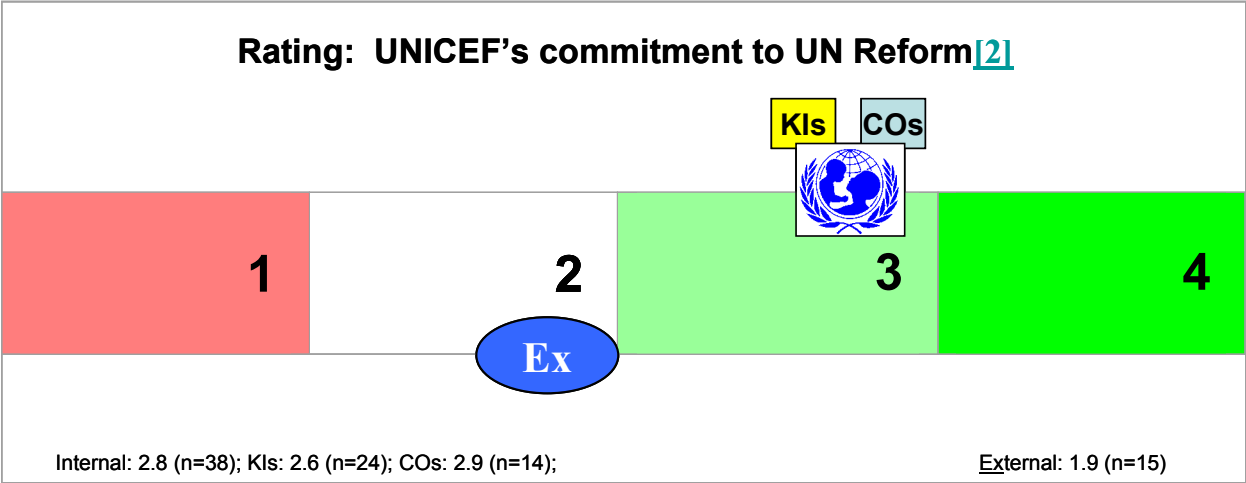 Rating:  UNICEF’s commitment to UN Reform[2]
KIs COs
1 2 3 4
Ex
Internal: 2.8 (n=38); KIs: 2.6 (n=24); COs: 2.9 (n=14); External: 1.9 (n=15)